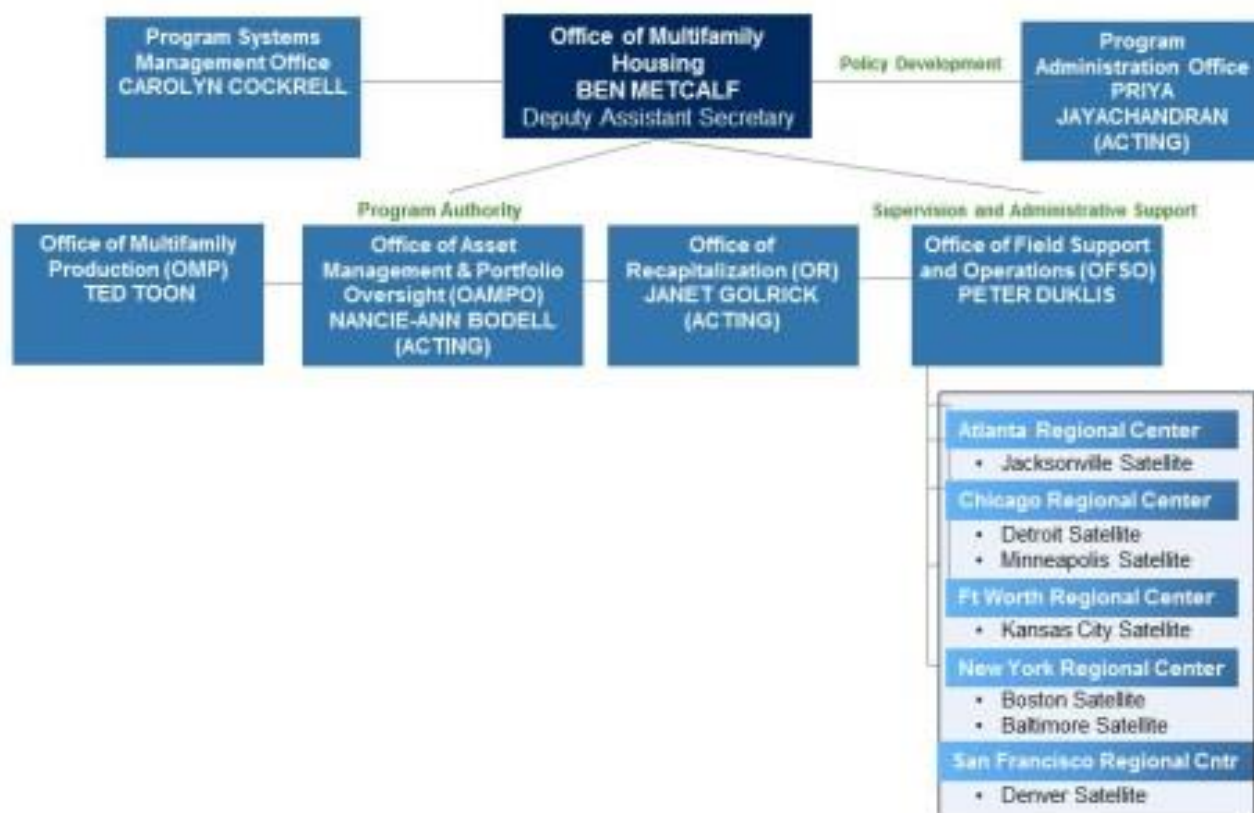 Program Systems
Management Office
CAROLYN COCKRELL
Office of Multifamily
Housing
BEN METCALF
Deputy Assistant Secretary
Policy Development
Program
Administration Office
PRIYA
JAYACHANDRAN
(ACTING)
Program Authority
Supervision and Administrative Support
Office of Multifamily
Production (OMP)
TED TOON
Office of Asset
Management & Portfolio
Oversight (OAMPO)
NANCIE-ANN BODELL
(ACTING)
Office of
Recapitalization (OR)
JANET GOLRICK
(ACTING)
Office of Field Support
and Operations (OFSO)
PETER DUKLIS
Atlanta Regional Center
• Jacksonville Satellite
Chicago Regional Center
• Detroit Satellite
• Minneapolis Satellite
Ft Worth Regional Center
• Kansas City Satellite
New York Regional Center
• Boston Satellite
• Baltimore Satellite
San Francisco Regional Cntr
• Denver Satellite